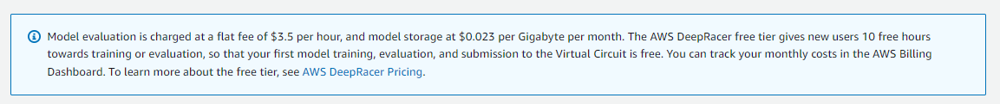 Model evaluation is charged at a flat fee of $3.5 per hour, and model storage at $0.023 per Gigabyte per month. The AWS DeepRacer free tier gives new users 10 free hours
towards training or evaluation, so that your first model training, evaluation, and submission to the Virtual Circuit is free. You can track your monthly costs in the AWS Billing
Dashboard. To learn more about the free tier, see AWS DeepRacer Pricing.